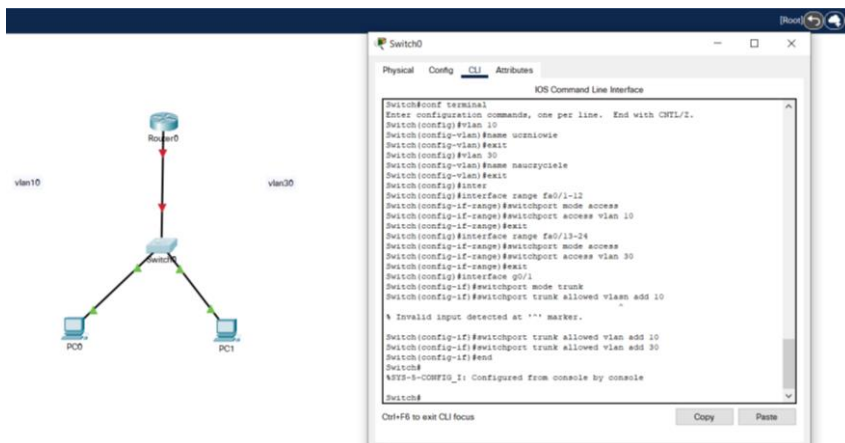 [Root]
Switch0
Physical Config CLI Attributes
IOS Command Line Interface
Switch#conf terminal
Enter configuration commands, one per line. End with CNTL/Z.
Switch(config)#vlan 10
Switch(config-vlan)#name uczniowie
Switch(config-vlan)#exit
Switch(config)#vlan 30
Switch(config-vlan)#name nauczyciele
Switch(config-vlan)#exit
Switch(config)#inter
Switch(config)#interface range fa0/1-12
Switch(config-if-range)#switchport mode access
Switch(config-if-range)#switchport access vlan 10
Switch(config-if-range)#exit
Switch(config)#interface range fa0/13-24
Switch(config-if-range)#switchport mode access
Switch(config-if-range)#switchport access vlan 30
Switch(config-if-range)#exit
Switch(config)#interface g0/1
Switch(config-if)#switchport mode trunk
Switch(config-if)#switchport trunk allowed vlasn add 10
^
% Invalid input detected at '^' marker.
Switch(config-if)#switchport trunk allowed vlan add 10
Switch(config-if)#switchport trunk allowed vlan add 30
Switch(config-if)#end
Switch#
%SYS-5-CONFIG_I: Configured from console by console
Switch#
Ctrl+F6 to exit CLI focus
Copy Paste
Router0
vlan10
vlan30
Switch0
PC0
PC1